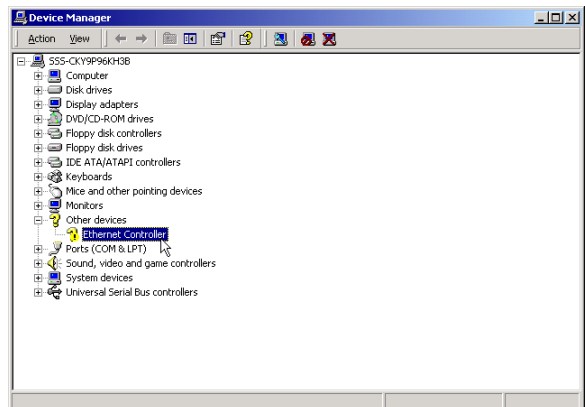 Device Manager
Action View
SSS-CKY9P96KH3B
Computer
Disk drives
Display adapters
DVD/CD-ROM drives
Floppy disk controllers
Floppy disk drives
IDE ATA/ATAPI controllers
Keyboards
Mice and other pointing devices
Monitors
Other devices
Ethernet Controller
Ports (COM & LPT)
Sound, video and game controllers
System devices
Universal Serial Bus controllers